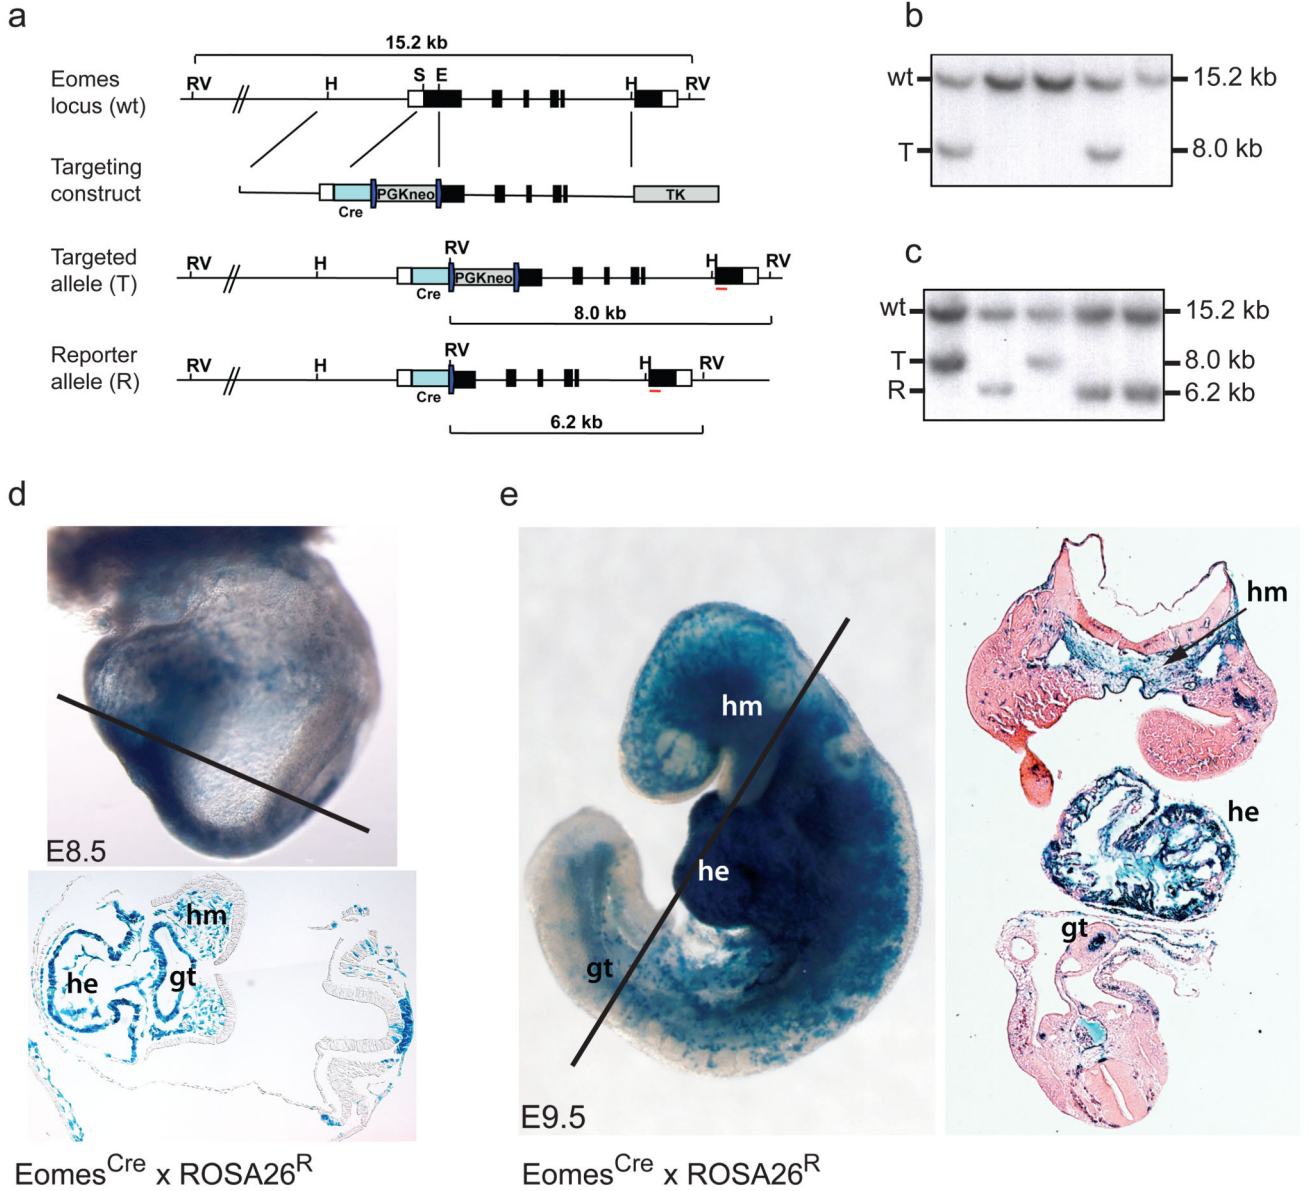 a
15.2 kb
Eomes
locus (wt)
RV
H
S
E
H
RV
Targeting
construct
PGKneo
Cre
TK
Targeted
allele (T)
RV
H
RV
PGKneo
Cre
H
RV
8.0 kb
Reporter
allele (R)
RV
H
RV
Cre
H
RV
6.2 kb
b
wt
15.2 kb
T
8.0 kb
c
wt
15.2 kb
T
8.0 kb
R
6.2 kb
d
E8.5
hm
he
gt
Eomes^Cre x ROSA26^R
e
hm
he
gt
E9.5
hm
he
gt
Eomes^Cre x ROSA26^R